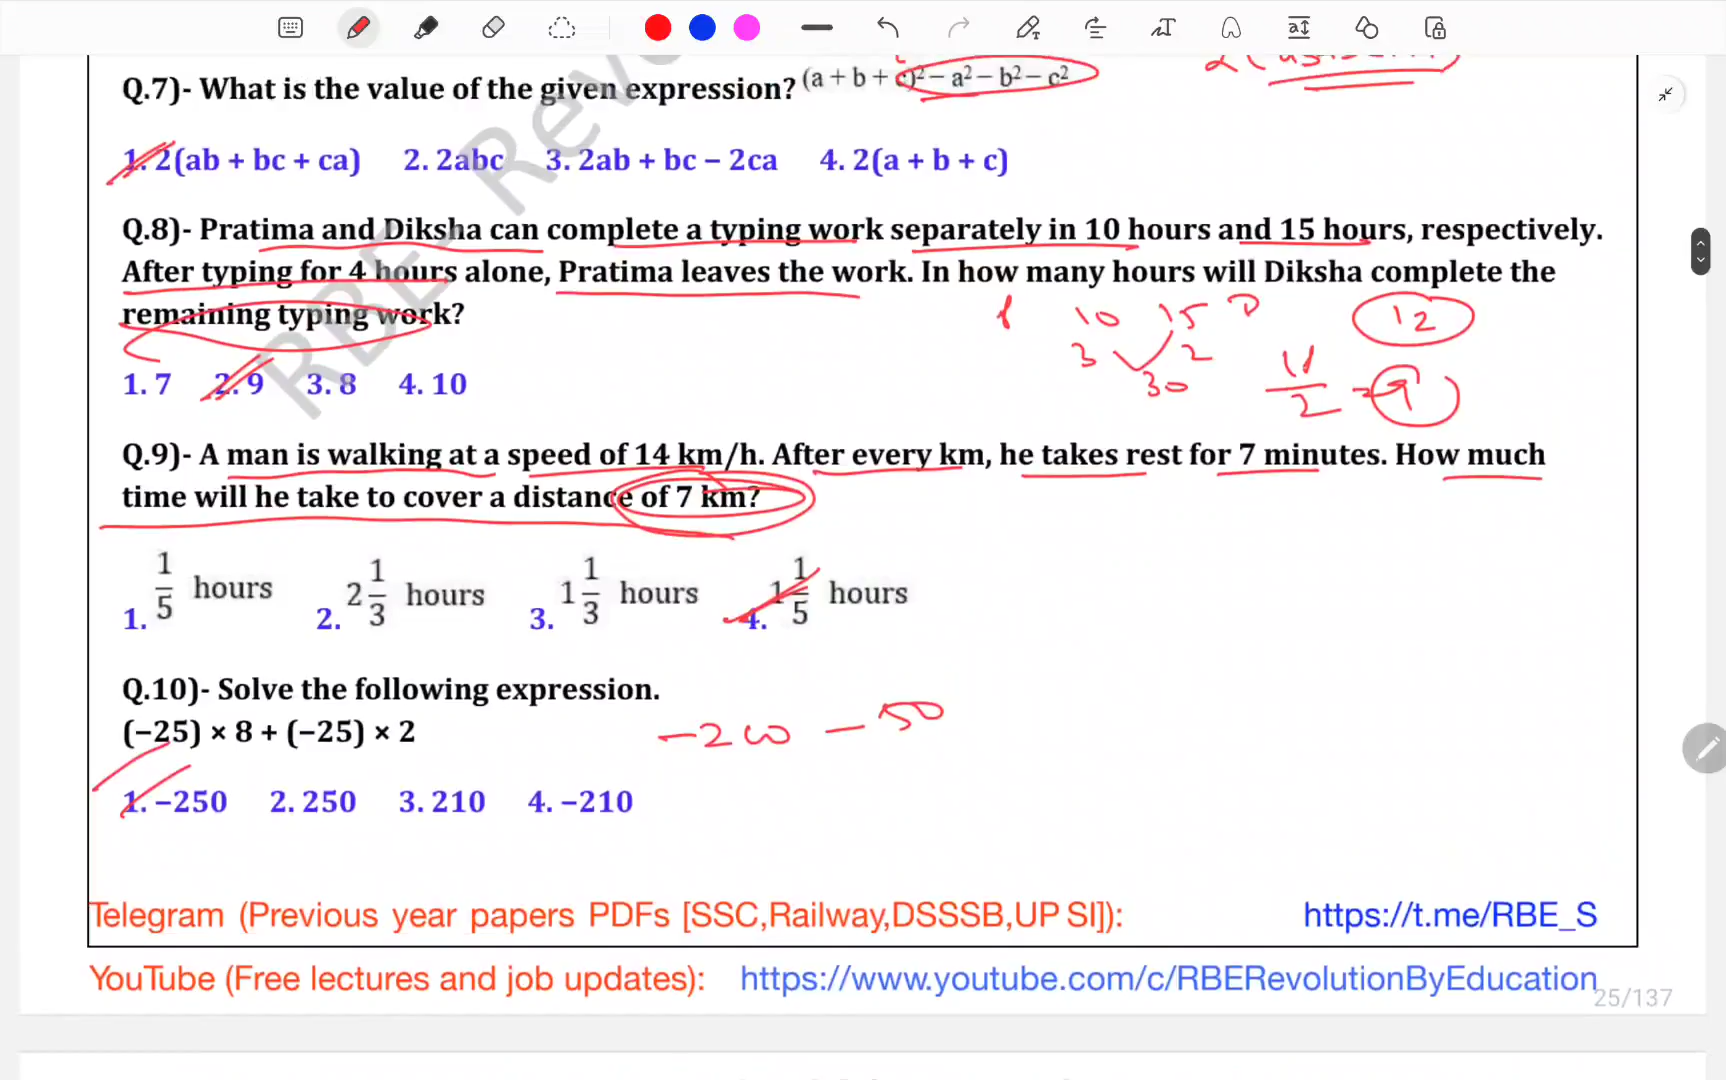 Q.7)- What is the value of the given expression? (a + b + c)² − a² − b² − c²
1. 2(ab + bc + ca) 2. 2abc 3. 2ab + bc − 2ca 4. 2(a + b + c)
Q.8)- Pratima and Diksha can complete a typing work separately in 10 hours and 15 hours, respectively.
After typing for 4 hours alone, Pratima leaves the work. In how many hours will Diksha complete the
remaining typing work?
10 15 12
3 2
30
18/2 = 9
1. 7 2. 9 3. 8 4. 10
Q.9)- A man is walking at a speed of 14 km/h. After every km, he takes rest for 7 minutes. How much
time will he take to cover a distance of 7 km?
1. 1/5 hours 2. 2 1/3 hours 3. 1 1/3 hours 4. 1 1/5 hours
Q.10)- Solve the following expression.
(−25) × 8 + (−25) × 2
−200 − 50
1. −250 2. 250 3. 210 4. −210
Telegram (Previous year papers PDFs [SSC,Railway,DSSSB,UP SI]): https://t.me/RBE_S
YouTube (Free lectures and job updates): https://www.youtube.com/c/RBERevolutionByEducation
25/137